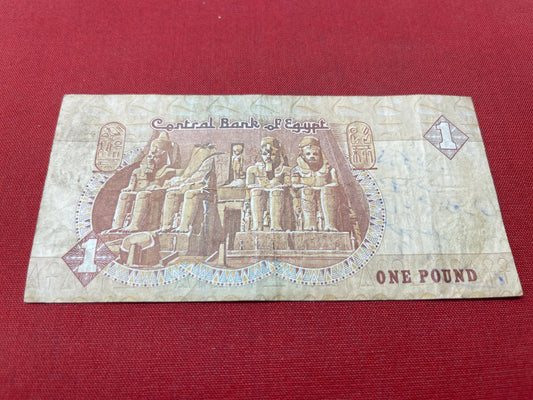 Central Bank of Egypt
1
1
ONE POUND